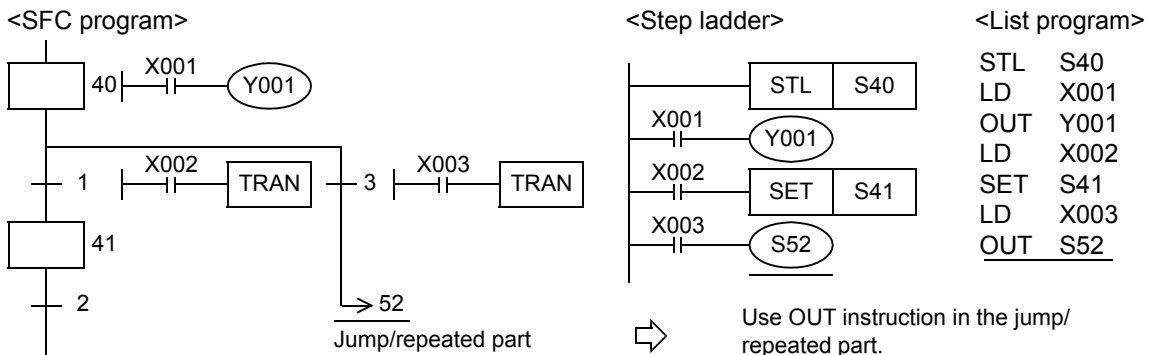 <SFC program>
40
X001
Y001
1
X002
TRAN
3
X003
TRAN
41
2
52
Jump/repeated part
<Step ladder>
STL S40
X001
Y001
X002
SET S41
X003
S52
Use OUT instruction in the jump/
repeated part.
<List program>
STL S40
LD X001
OUT Y001
LD X002
SET S41
LD X003
OUT S52